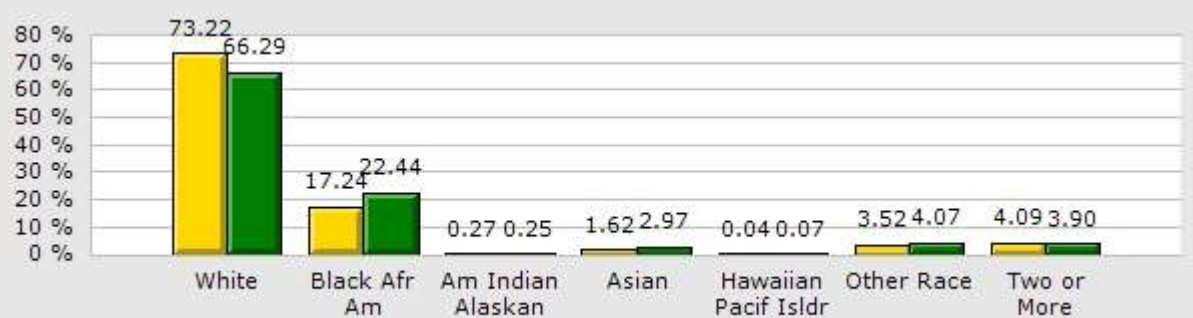 73.22
66.29
17.24
22.44
0.27 0.25
1.62 2.97
0.04 0.07
3.52 4.07
4.09 3.90
80 %
70 %
60 %
50 %
40 %
30 %
20 %
10 %
0 %
White
Black Afr
Am
Am Indian
Alaskan
Asian
Hawaiian
Pacif Isldr
Other Race
Two or
More